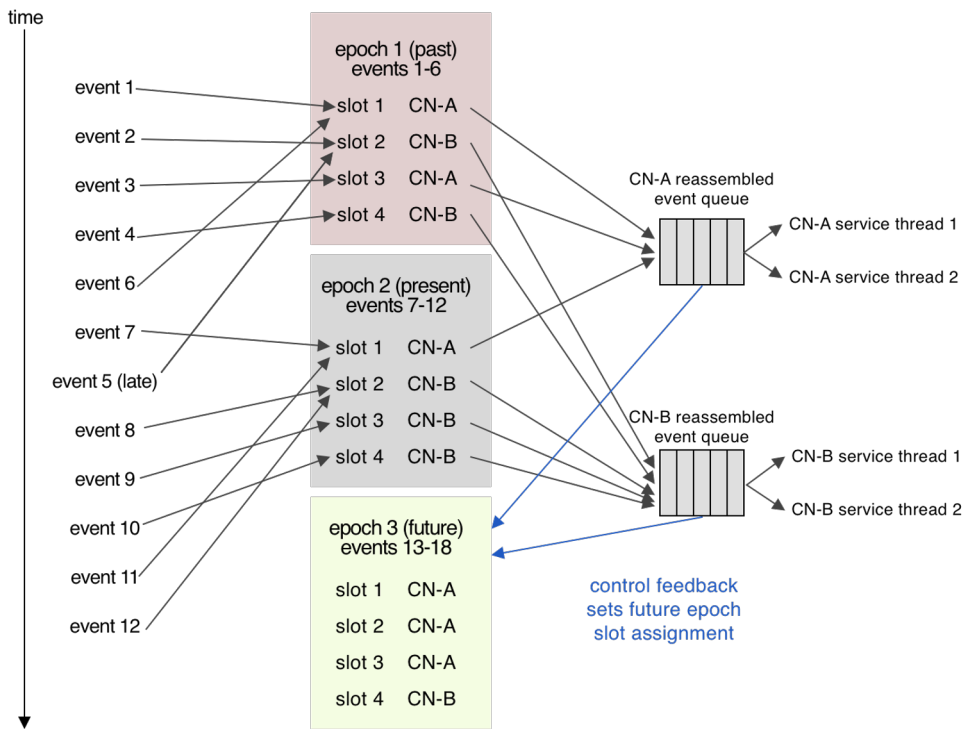 time
event 1
event 2
event 3
event 4
event 6
event 7
event 5 (late)
event 8
event 9
event 10
event 11
event 12
epoch 1 (past)
events 1-6
slot 1 CN-A
slot 2 CN-B
slot 3 CN-A
slot 4 CN-B
epoch 2 (present)
events 7-12
slot 1 CN-A
slot 2 CN-B
slot 3 CN-B
slot 4 CN-B
epoch 3 (future)
events 13-18
slot 1 CN-A
slot 2 CN-A
slot 3 CN-A
slot 4 CN-B
CN-A reassembled
event queue
CN-A service thread 1
CN-A service thread 2
CN-B reassembled
event queue
CN-B service thread 1
CN-B service thread 2
control feedback
sets future epoch
slot assignment